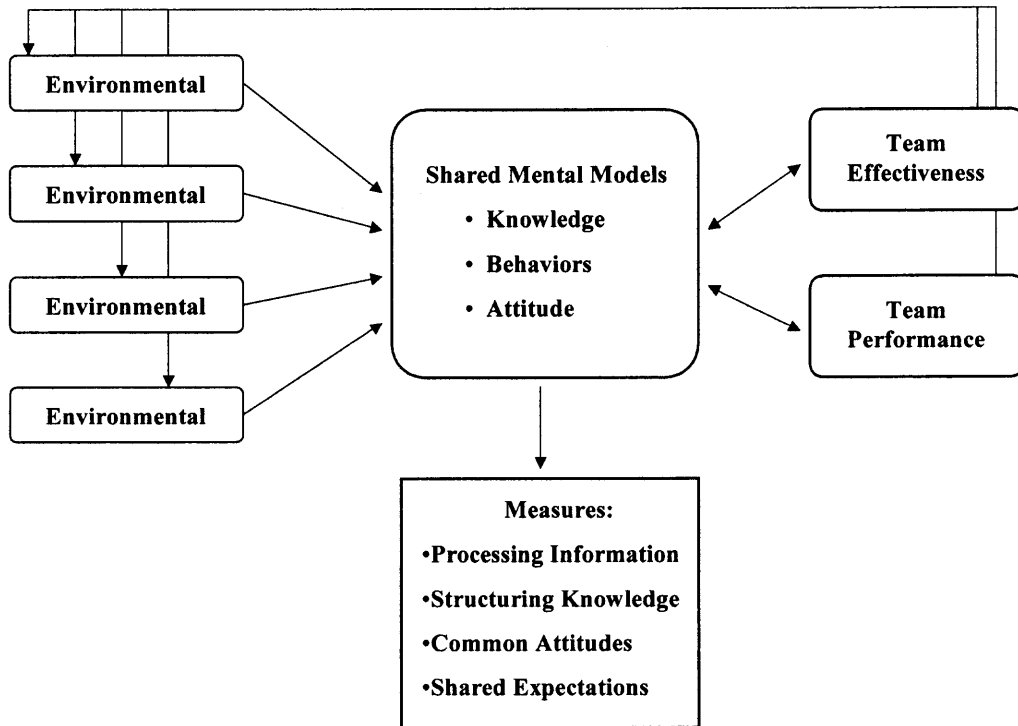 Environmental
Environmental
Environmental
Environmental
Shared Mental Models
• Knowledge
• Behaviors
• Attitude
Team
Effectiveness
Team
Performance
Measures:
•Processing Information
•Structuring Knowledge
•Common Attitudes
•Shared Expectations